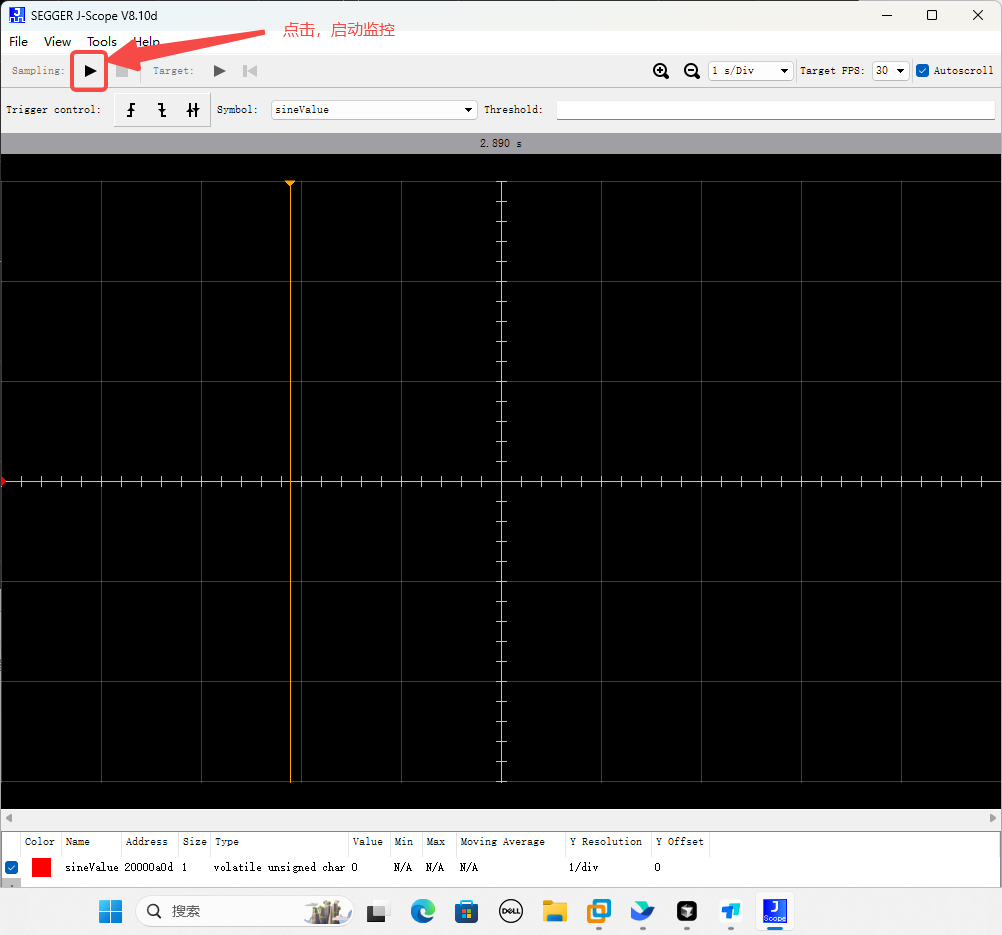 SEGGER J-Scope V8.10d
点击，启动监控
File View Tools Help
Sampling: Target: 1 s/Div Target FPS: 30 Autoscroll
Trigger control: Symbol: sineValue Threshold:
2.890 s
Color Name Address Size Type Value Min Max Moving Average Y Resolution Y Offset
sineValue 20000a0d 1 volatile unsigned char 0 N/A N/A N/A 1/div 0
搜索
DELL
J
Scope